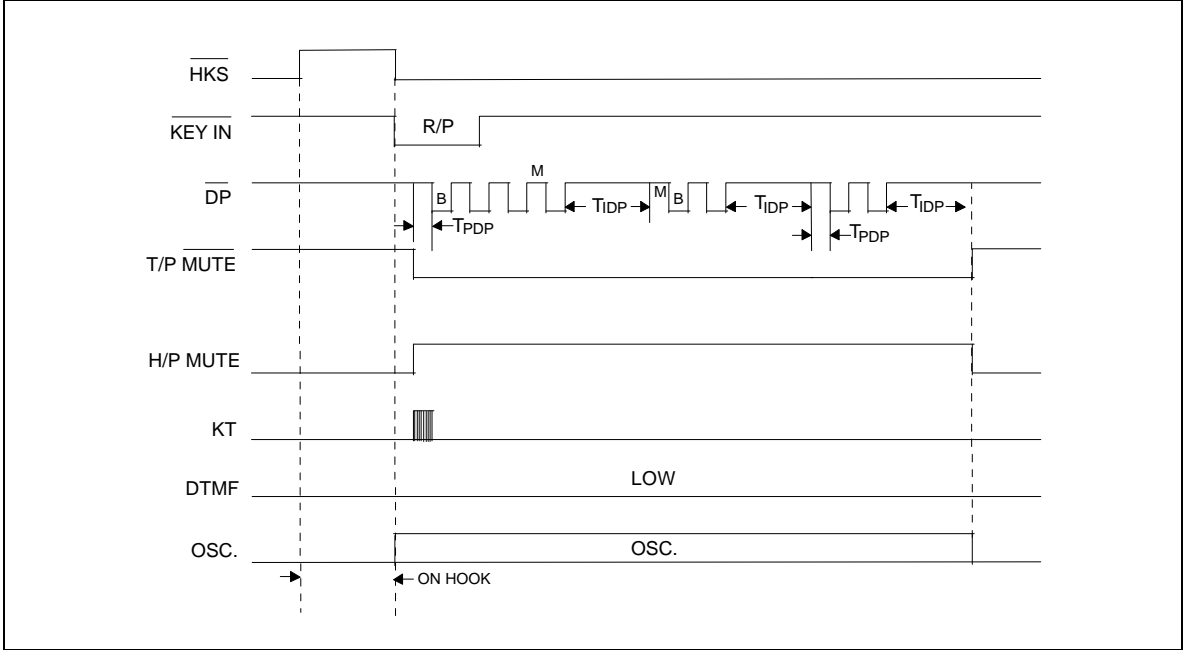 HKS
KEY IN
R/P
M
DP
B
TIDP
M
B
TIDP
TIDP
TPDP
TPDP
T/P MUTE
H/P MUTE
KT
DTMF
LOW
OSC.
OSC.
ON HOOK